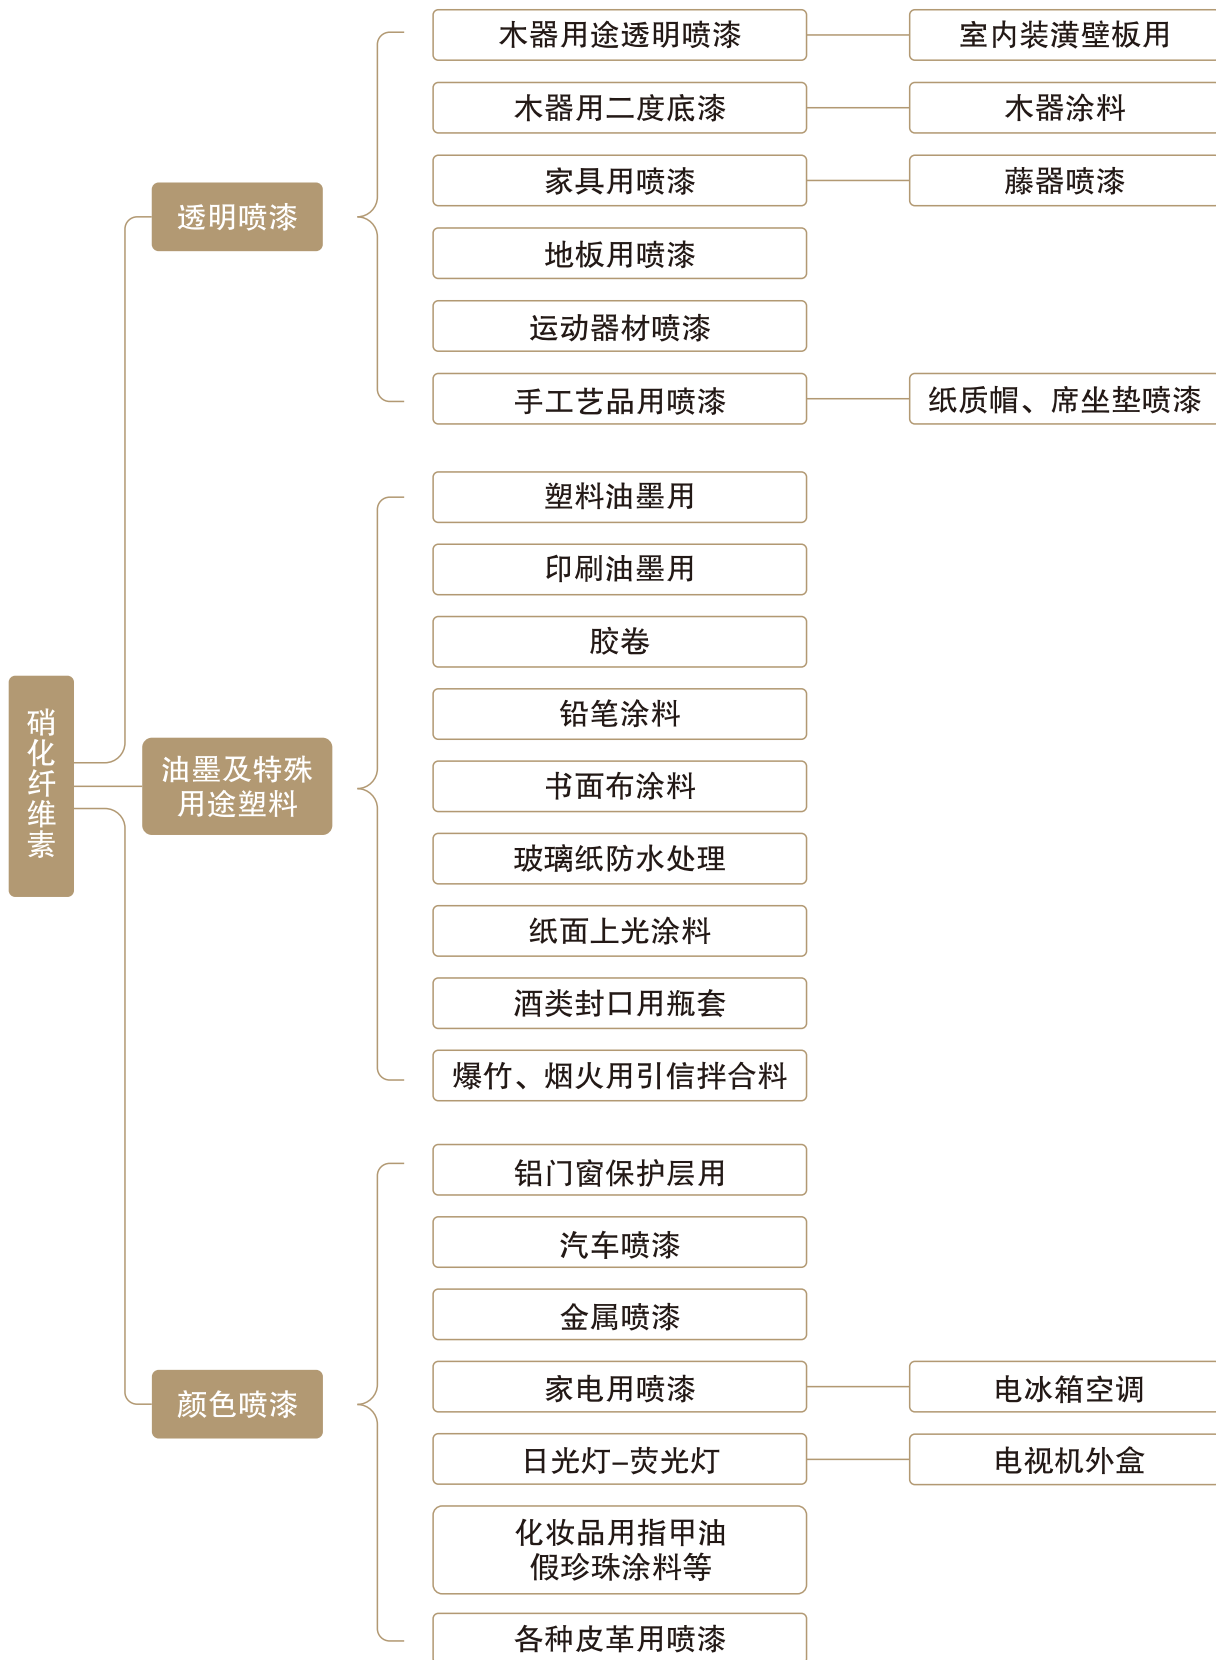 硝化纤维素
透明喷漆
木器用途透明喷漆
室内装潢壁板用
木器用二度底漆
木器涂料
家具用喷漆
藤器喷漆
地板用喷漆
运动器材喷漆
手工艺品用喷漆
纸质帽、席坐垫喷漆
油墨及特殊
用途塑料
塑料油墨用
印刷油墨用
胶卷
铅笔涂料
书面布涂料
玻璃纸防水处理
纸面上光涂料
酒类封口用瓶套
爆竹、烟火用引信拌合料
颜色喷漆
铝门窗保护层用
汽车喷漆
金属喷漆
家电用喷漆
电冰箱空调
日光灯–荧光灯
电视机外盒
化妆品用指甲油
假珍珠涂料等
各种皮革用喷漆